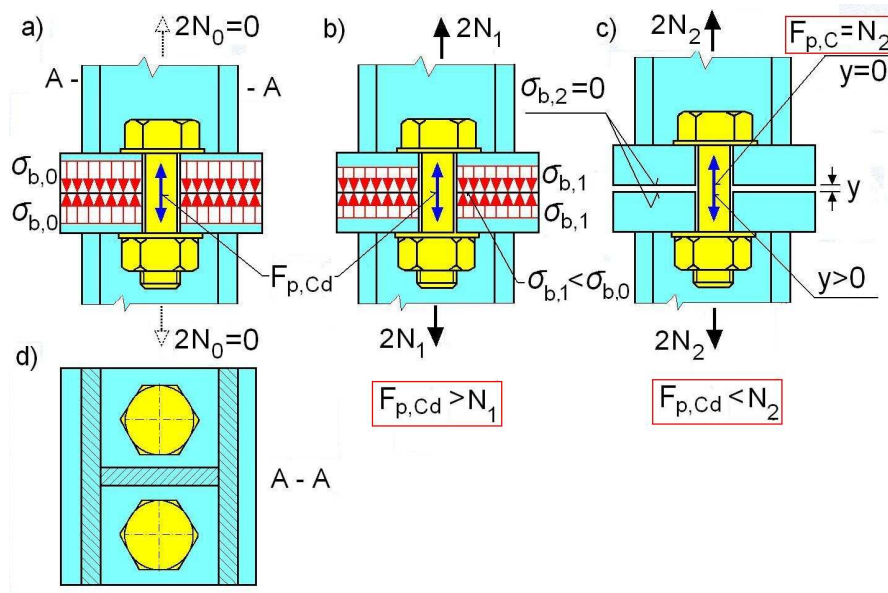 a)
2N0=0
A -
- A
σb,0
σb,0
Fp,Cd
2N0=0
b)
2N1
σb,1
σb,1
σb,1<σb,0
2N1
Fp,Cd >N1
c)
2N2
Fp,C=N2
y=0
σb,2=0
y
y>0
2N2
Fp,Cd <N2
d)
A - A